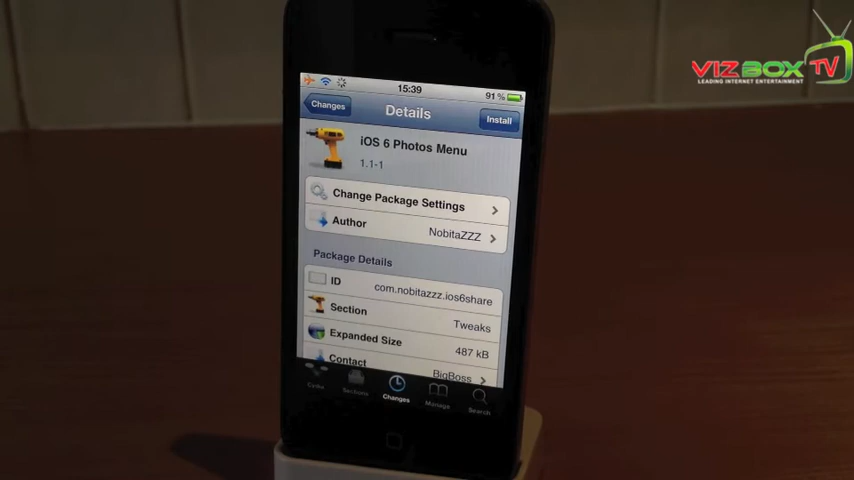 VIZBOX TV
LEADING INTERNET ENTERTAINMENT
15:39
91%
Changes
Details
Install
iOS 6 Photos Menu
1.1-1
Change Package Settings
Author
NobitaZZZ
Package Details
ID
com.nobitazzz.ios6share
Section
Tweaks
Expanded Size
487 kB
Contact
BigBoss
Cydia
Sections
Changes
Manage
Search